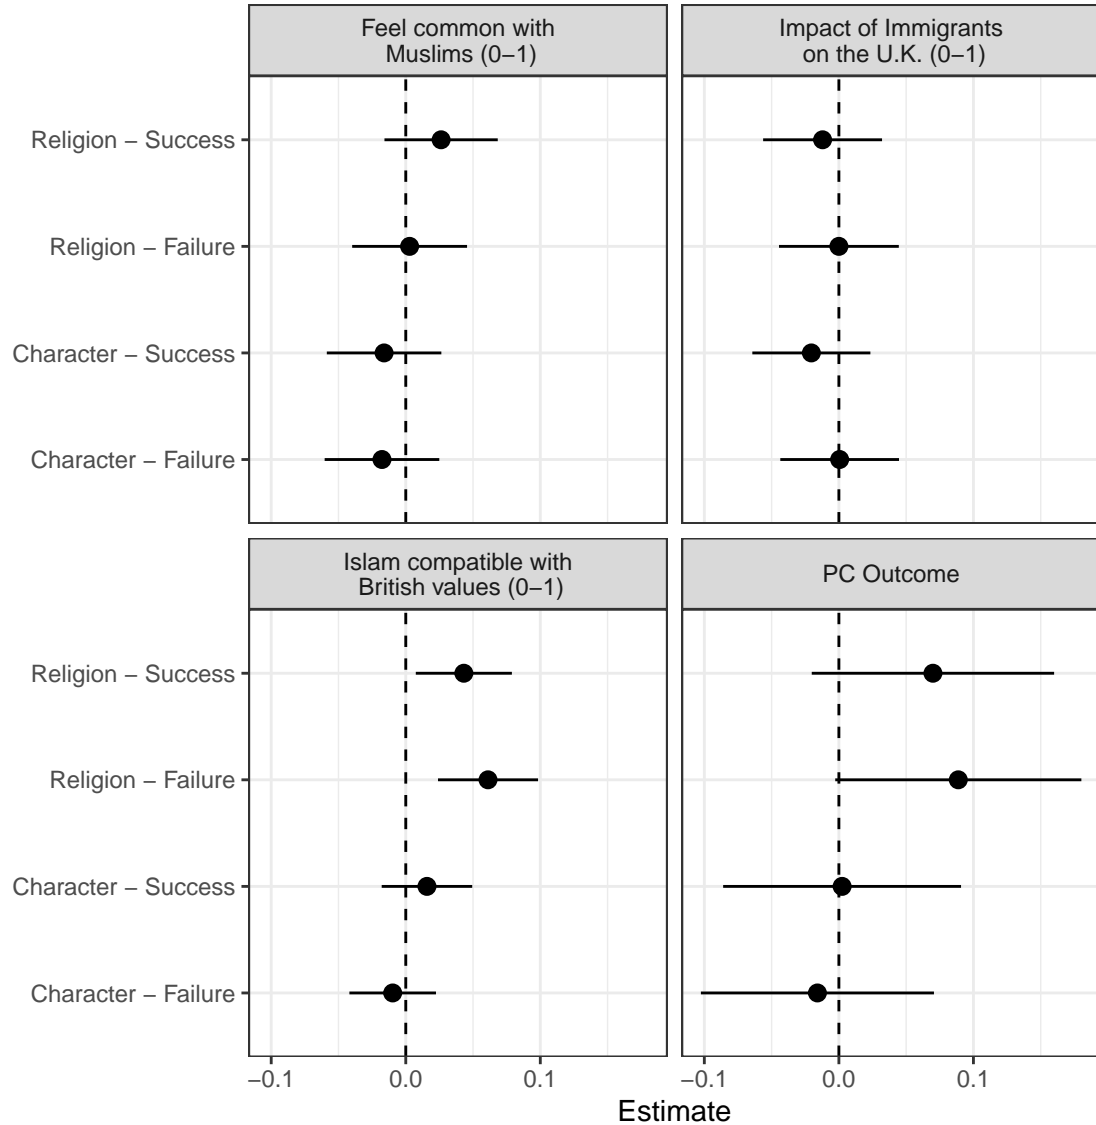 Feel common with
Muslims (0−1)
Impact of Immigrants
on the U.K. (0−1)
Religion − Success
Religion − Failure
Character − Success
Character − Failure
Islam compatible with
British values (0−1)
PC Outcome
Religion − Success
Religion − Failure
Character − Success
Character − Failure
−0.1 0.0 0.1 −0.1 0.0 0.1
Estimate